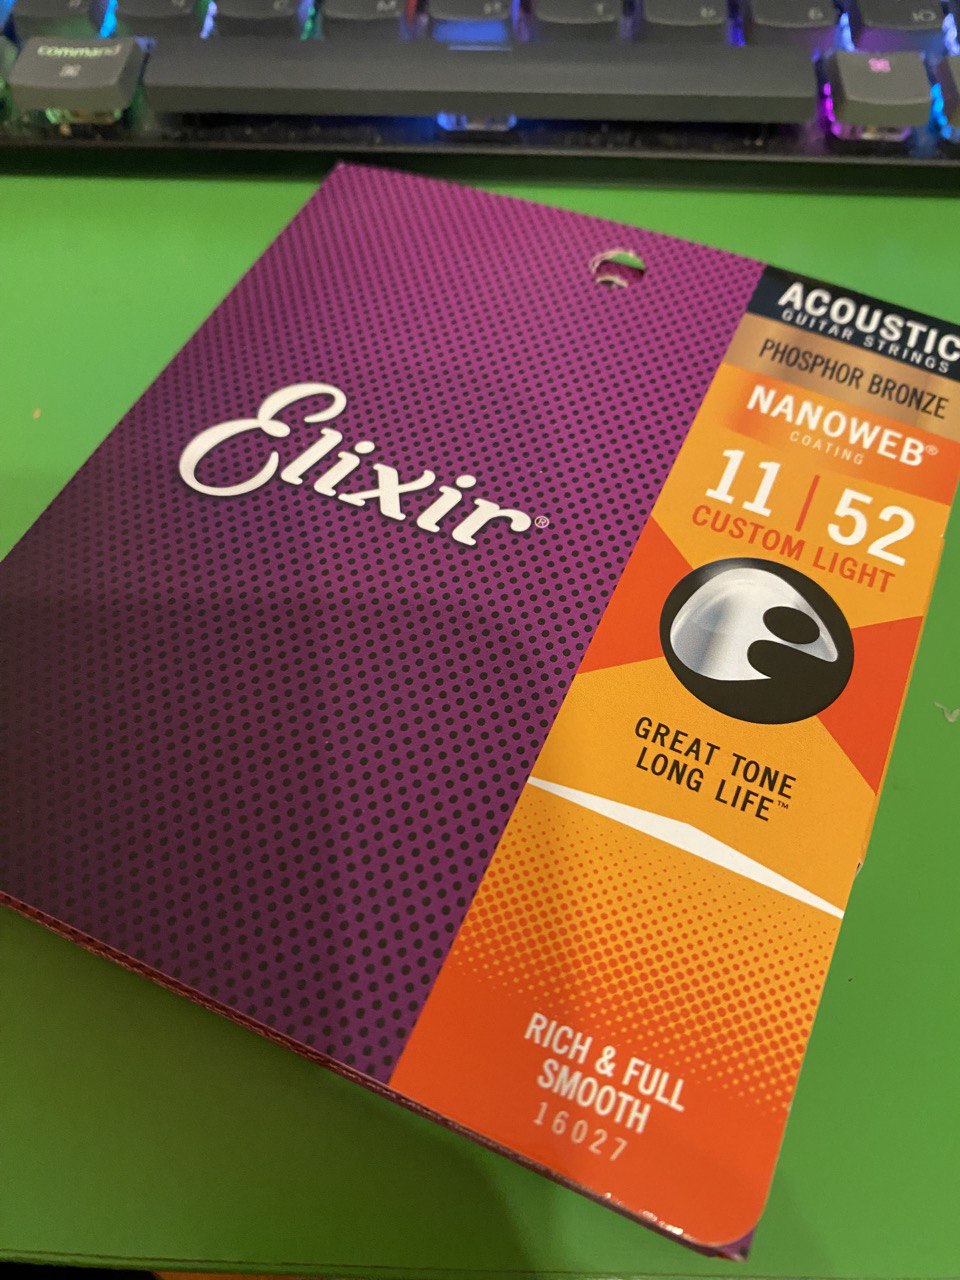 command
⌘
⌘
Elixir®
ACOUSTIC
GUITAR STRINGS
PHOSPHOR BRONZE
NANOWEB®
COATING
11 | 52
CUSTOM LIGHT
GREAT TONE
LONG LIFE™
RICH & FULL
SMOOTH
16027